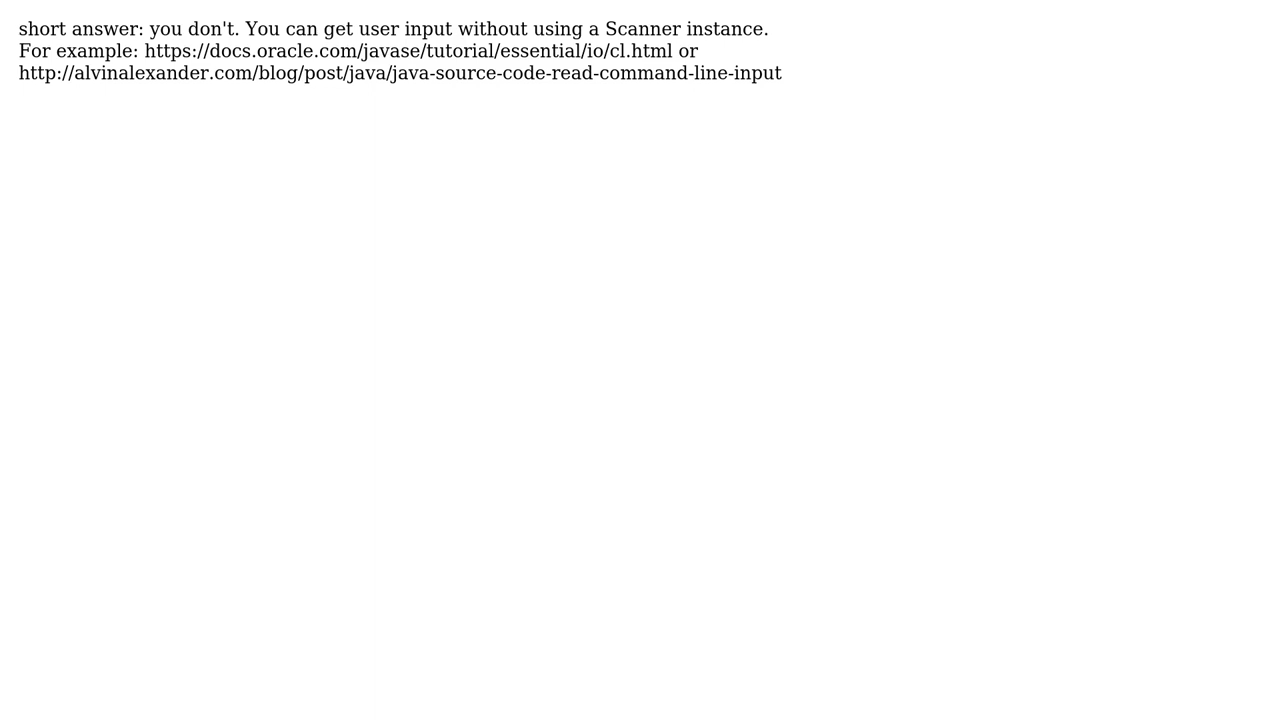 short answer: you don't. You can get user input without using a Scanner instance.
For example: https://docs.oracle.com/javase/tutorial/essential/io/cl.html or
http://alvinalexander.com/blog/post/java/java-source-code-read-command-line-input